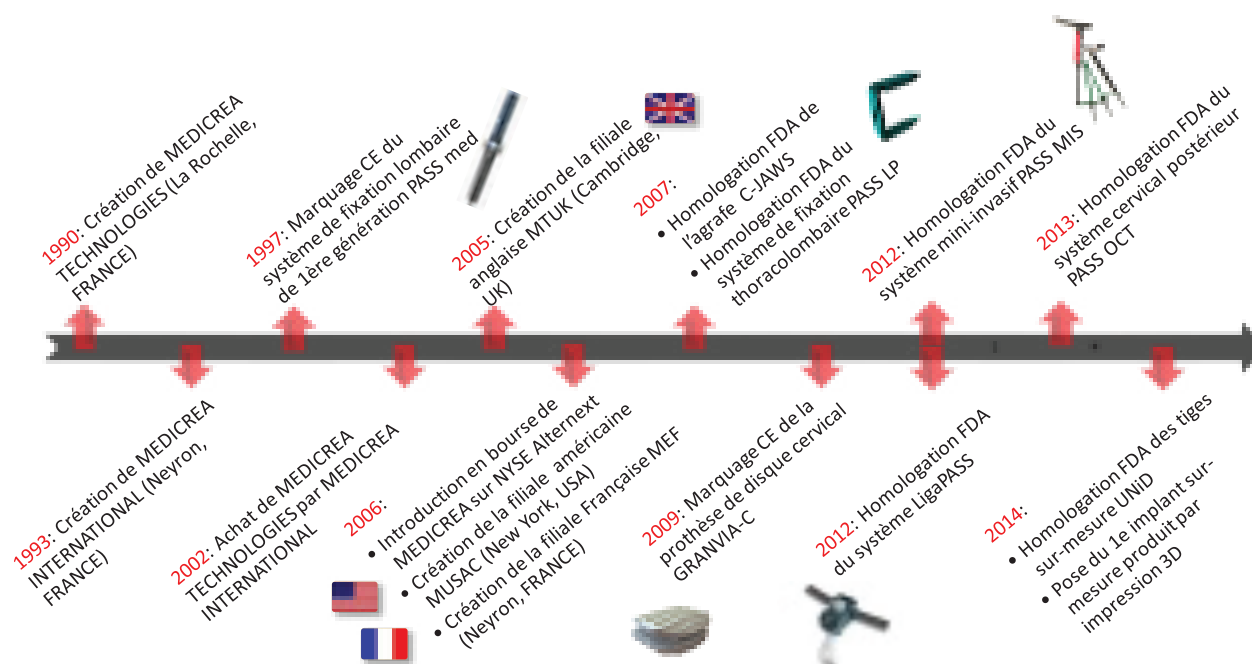 1990: Création de MEDICREA
TECHNOLOGIES (La Rochelle,
FRANCE)
1997: Marquage CE du
système de fixation lombaire
de 1ère génération PASS med
2005: Création de la filiale
anglaise MTUK (Cambridge,
UK)
2007:
• Homologation FDA de
l'agrafe C-JAWS
• Homologation FDA du
système de fixation
thoracolombaire PASS LP
2012: Homologation FDA du
système mini-invasif PASS MIS
2013: Homologation FDA du
système cervical postérieur
PASS OCT
1993: Création de MEDICREA
INTERNATIONAL (Neyron,
FRANCE)
2002: Achat de MEDICREA
TECHNOLOGIES par MEDICREA
INTERNATIONAL
2006:
• Introduction en bourse de
MEDICREA sur NYSE Alternext
• Création de la filiale américaine
MUSAC (New York, USA)
• Création de la filiale Française MEF
(Neyron, FRANCE)
2009: Marquage CE de la
prothèse de disque cervical
GRANVIA-C
2012: Homologation FDA
du système LigaPASS
2014:
• Homologation FDA des tiges
sur-mesure UNiD
• Pose du 1e implant sur-
mesure produit par
impression 3D